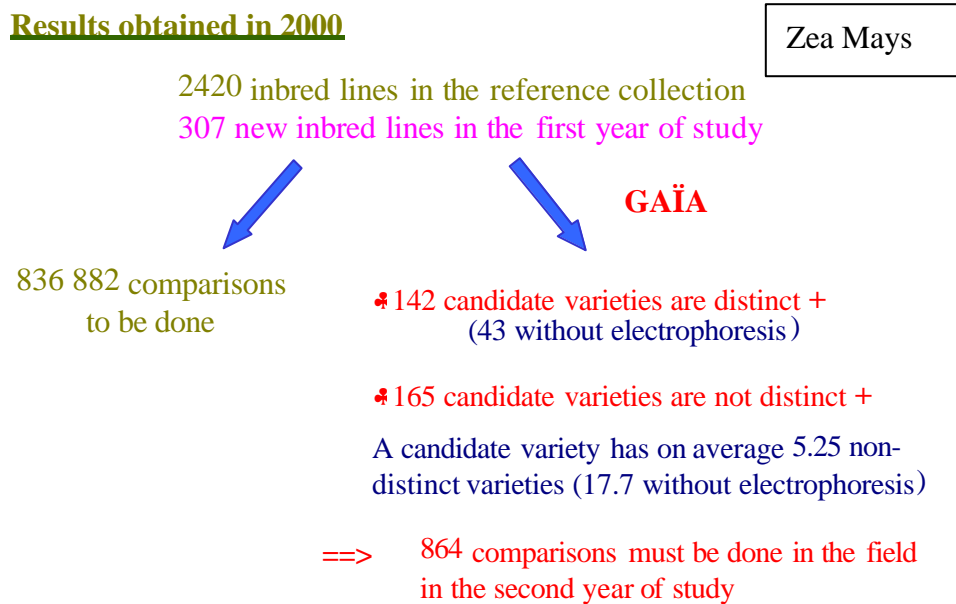 Results obtained in 2000
Zea Mays
2420 inbred lines in the reference collection
307 new inbred lines in the first year of study
GAÏA
836 882 comparisons
to be done
♣142 candidate varieties are distinct +
(43 without electrophoresis)
♣165 candidate varieties are not distinct +
A candidate variety has on average 5.25 non-
distinct varieties (17.7 without electrophoresis)
==> 864 comparisons must be done in the field
in the second year of study